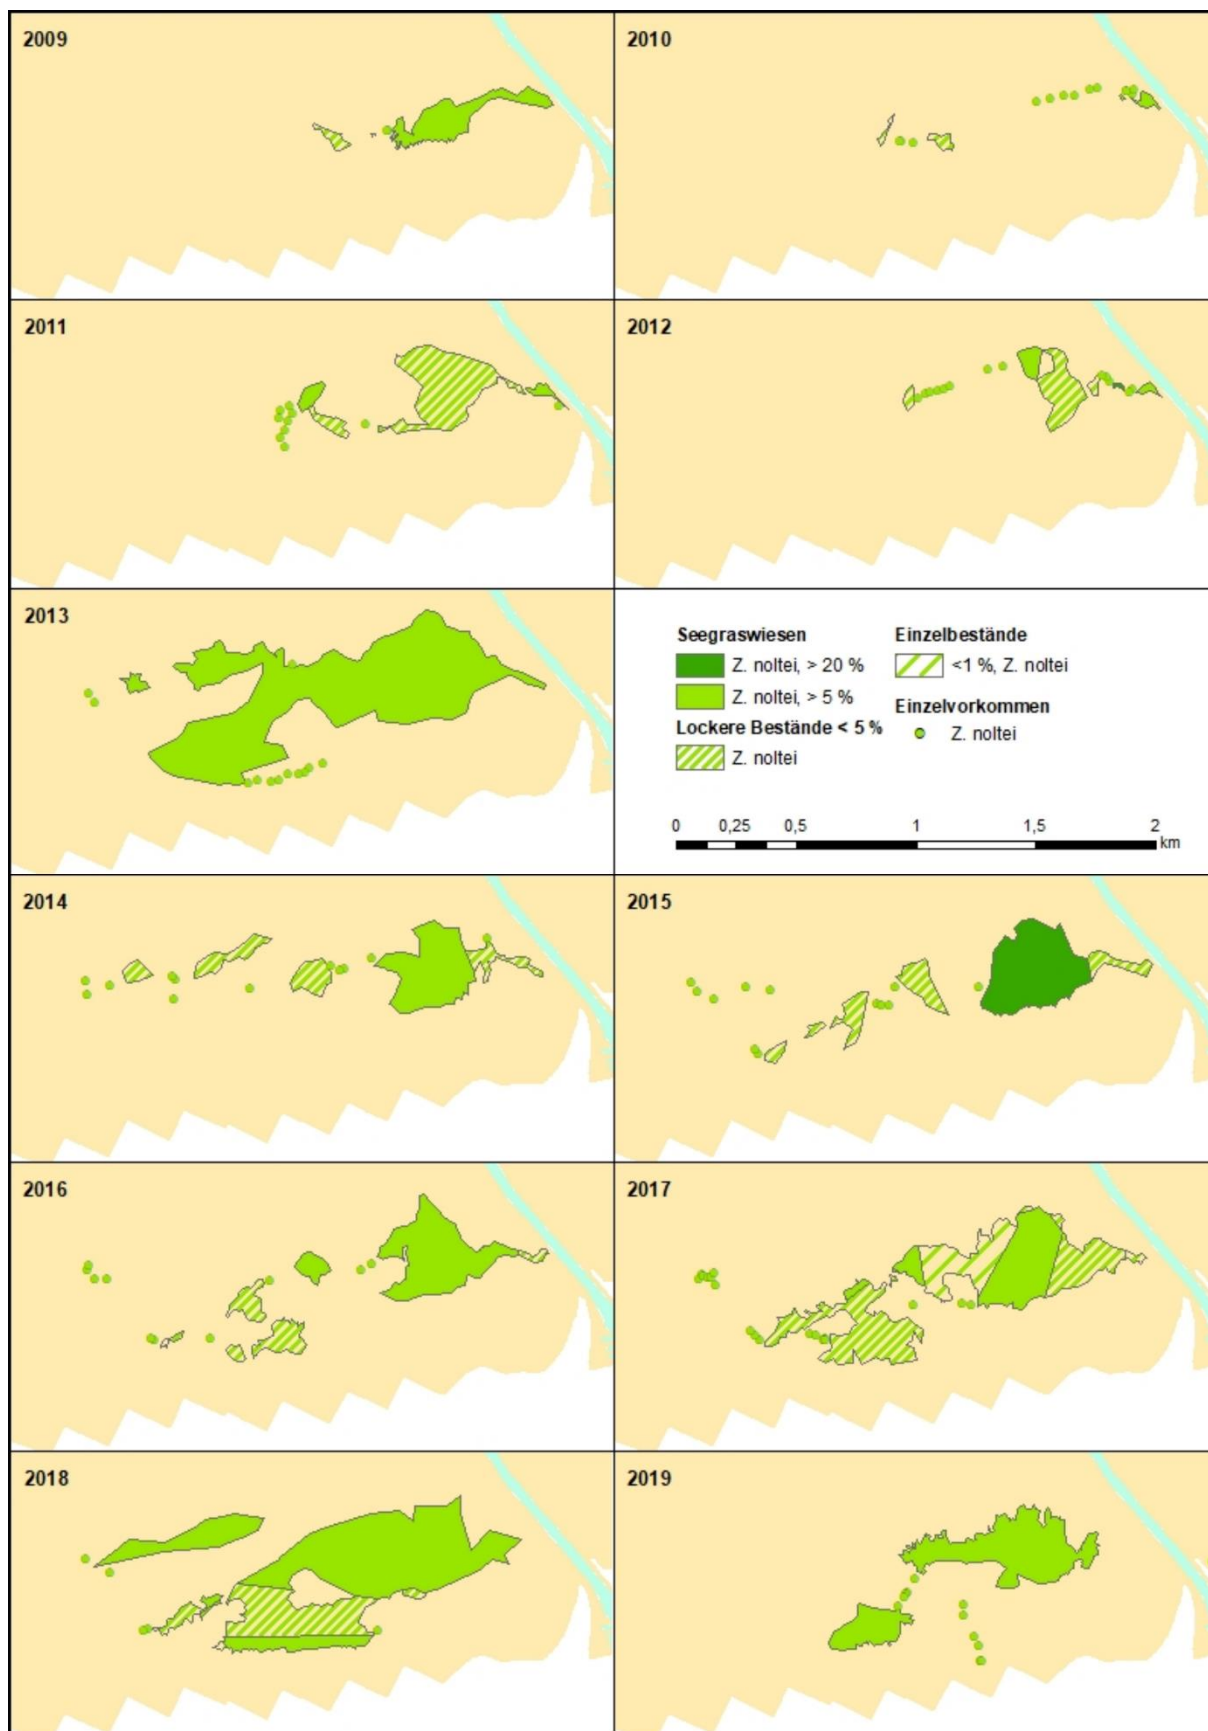 2009
2010
2011
2012
2013
Seegraswiesen
Z. noltei, > 20 %
Z. noltei, > 5 %
Lockere Bestände < 5 %
Z. noltei
Einzelbestände
<1 %, Z. noltei
Einzelvorkommen
Z. noltei
0 0,25 0,5 1 1,5 2
km
2014
2015
2016
2017
2018
2019